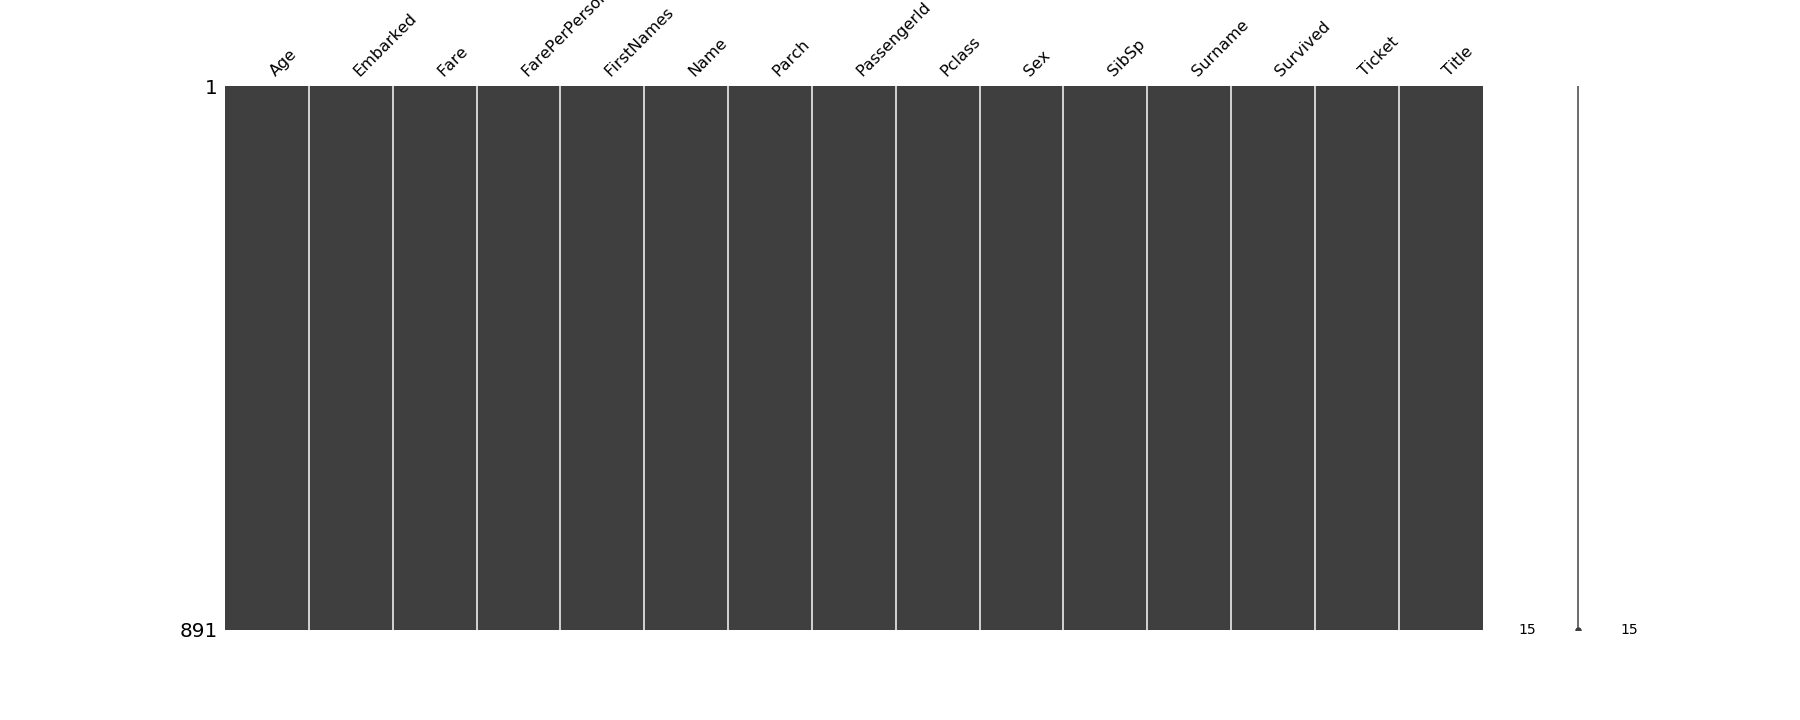 Age
Embarked
Fare
FarePerPerson
FirstNames
Name
Parch
PassengerId
Pclass
Sex
SibSp
Surname
Survived
Ticket
Title
1
891
15
15